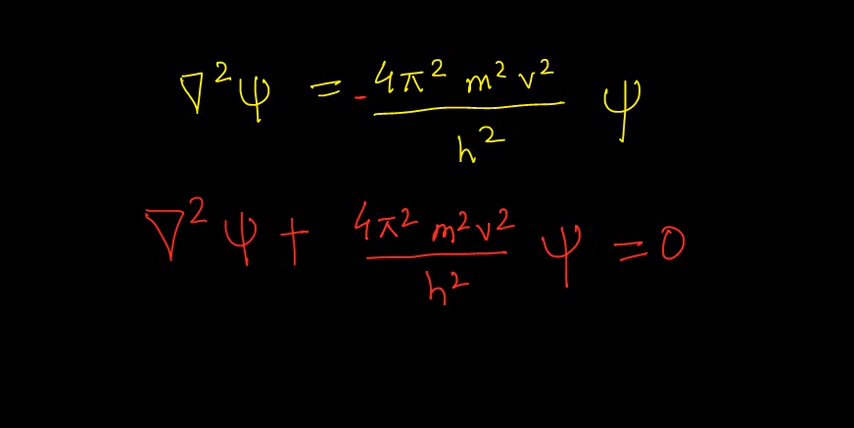 ∇²ψ = -4π² m² v² / h² ψ
∇²ψ + 4π² m² v² / h² ψ = 0